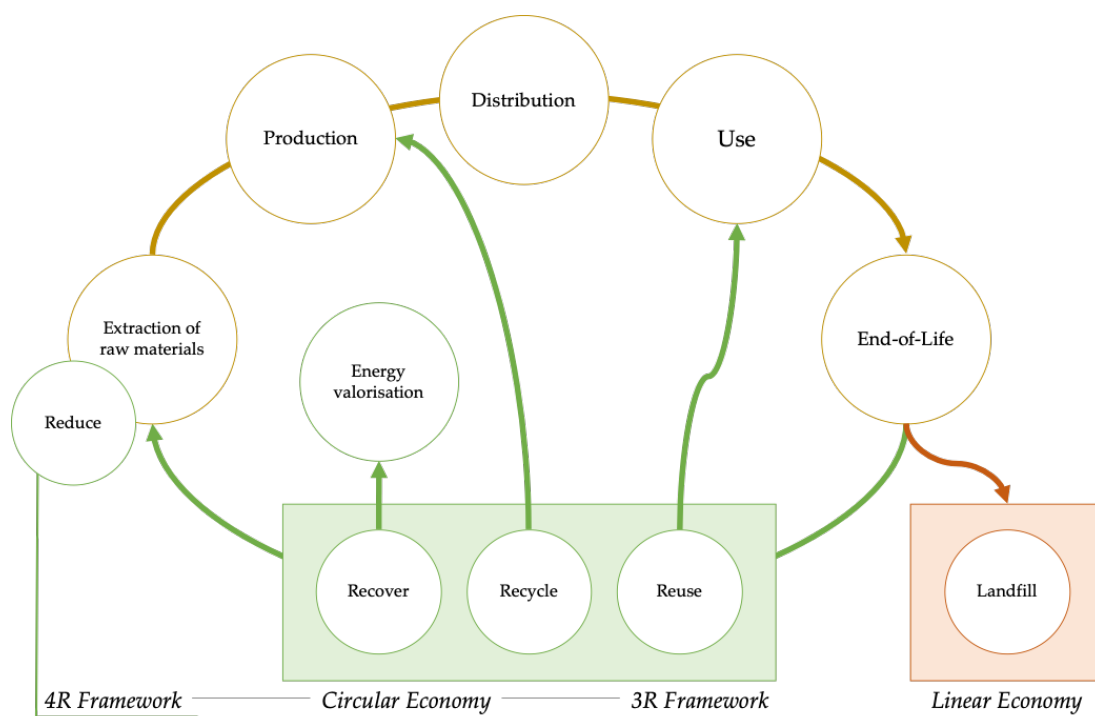 Distribution
Production
Use
Extraction of
raw materials
End-of-Life
Energy
valorisation
Reduce
Recover
Recycle
Reuse
Landfill
4R Framework
Circular Economy
3R Framework
Linear Economy